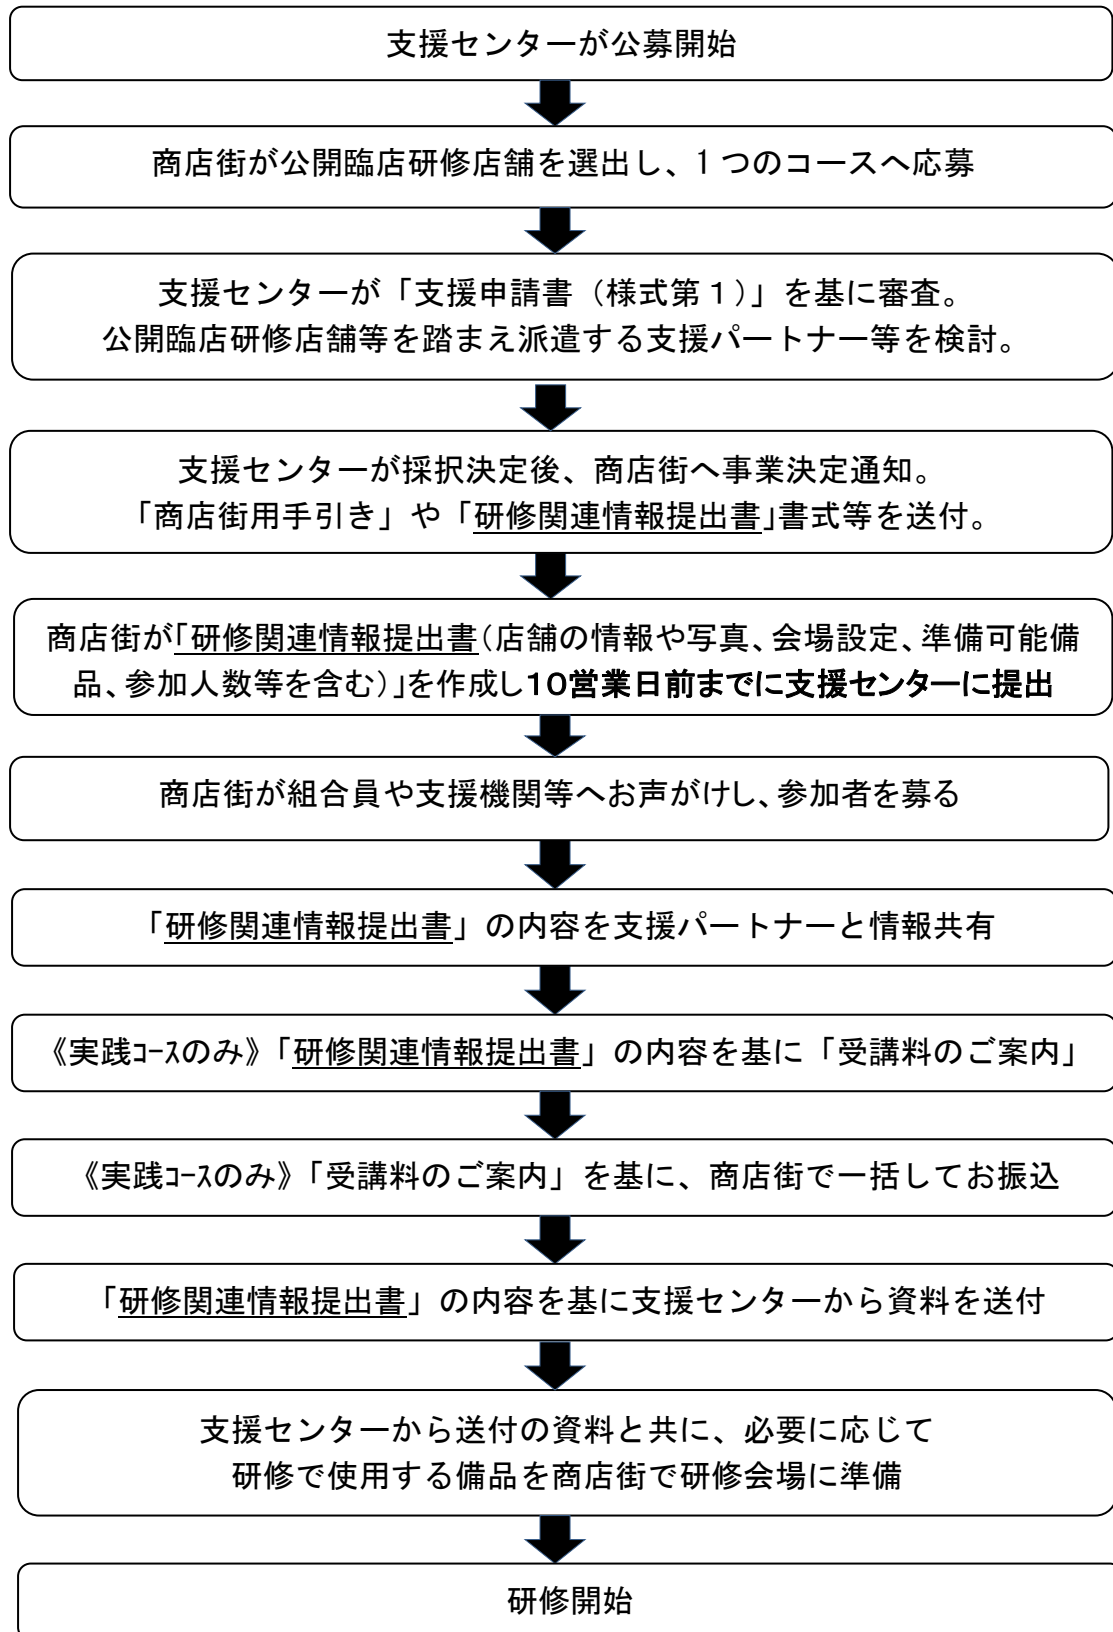 支援センターが公募開始
商店街が公開臨店研修店舗を選出し、1つのコースへ応募
支援センターが「支援申請書（様式第１）」を基に審査。
公開臨店研修店舗等を踏まえ派遣する支援パートナー等を検討。
支援センターが採択決定後、商店街へ事業決定通知。
「商店街用手引き」や「研修関連情報提出書」書式等を送付。
商店街が「研修関連情報提出書（店舗の情報や写真、会場設定、準備可能備
品、参加人数等を含む）」を作成し10営業日前までに支援センターに提出
商店街が組合員や支援機関等へお声がけし、参加者を募る
「研修関連情報提出書」の内容を支援パートナーと情報共有
《実践ｺｰｽのみ》「研修関連情報提出書」の内容を基に「受講料のご案内」
《実践ｺｰｽのみ》「受講料のご案内」を基に、商店街で一括してお振込
「研修関連情報提出書」の内容を基に支援センターから資料を送付
支援センターから送付の資料と共に、必要に応じて
研修で使用する備品を商店街で研修会場に準備
研修開始